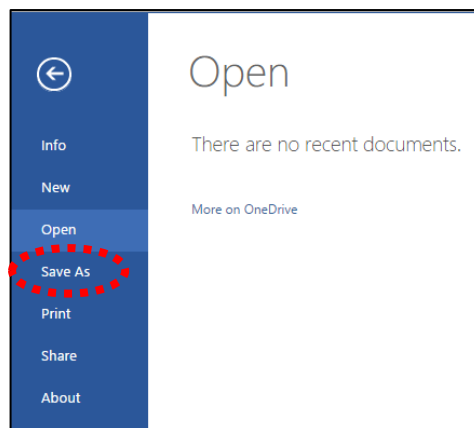 Open
There are no recent documents.
More on OneDrive
Info
New
Open
Save As
Print
Share
About